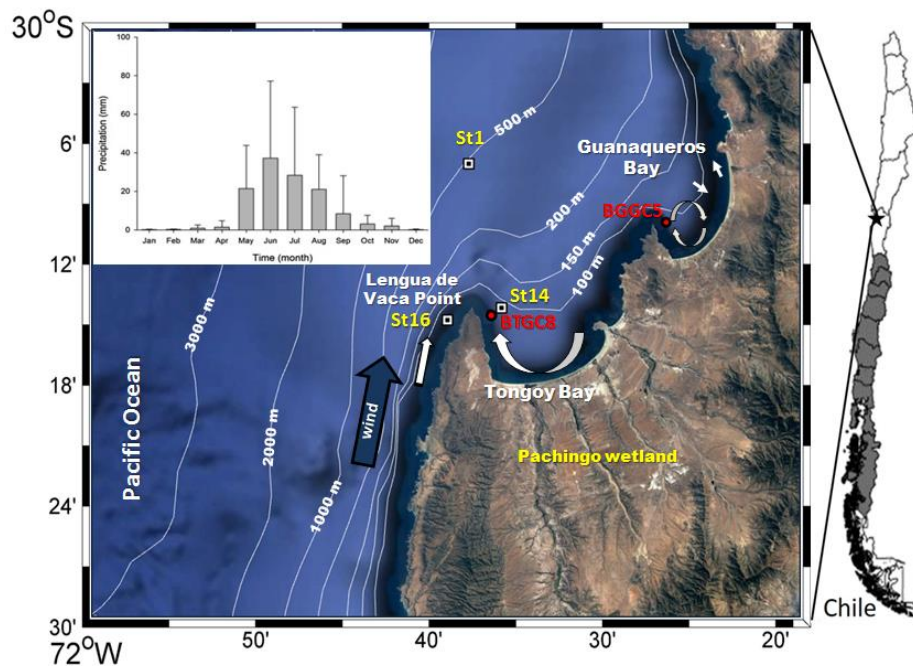 30°S
6'
12'
18'
24'
30'
72°W
50'
40'
30'
20'
Precipitation (mm)
100
80
60
40
20
0
Jan Feb Mar Apr May Jun Jul Aug Sep Oct Nov Dec
Time (month)
St1
500 m
Guanaqueros
Bay
200 m
BGGC5
150 m
100 m
Lengua de
Vaca Point
St14
St16
BTGC8
3000 m
Tongoy Bay
wind
2000 m
Pacific Ocean
Pachingo wetland
1000 m
Chile